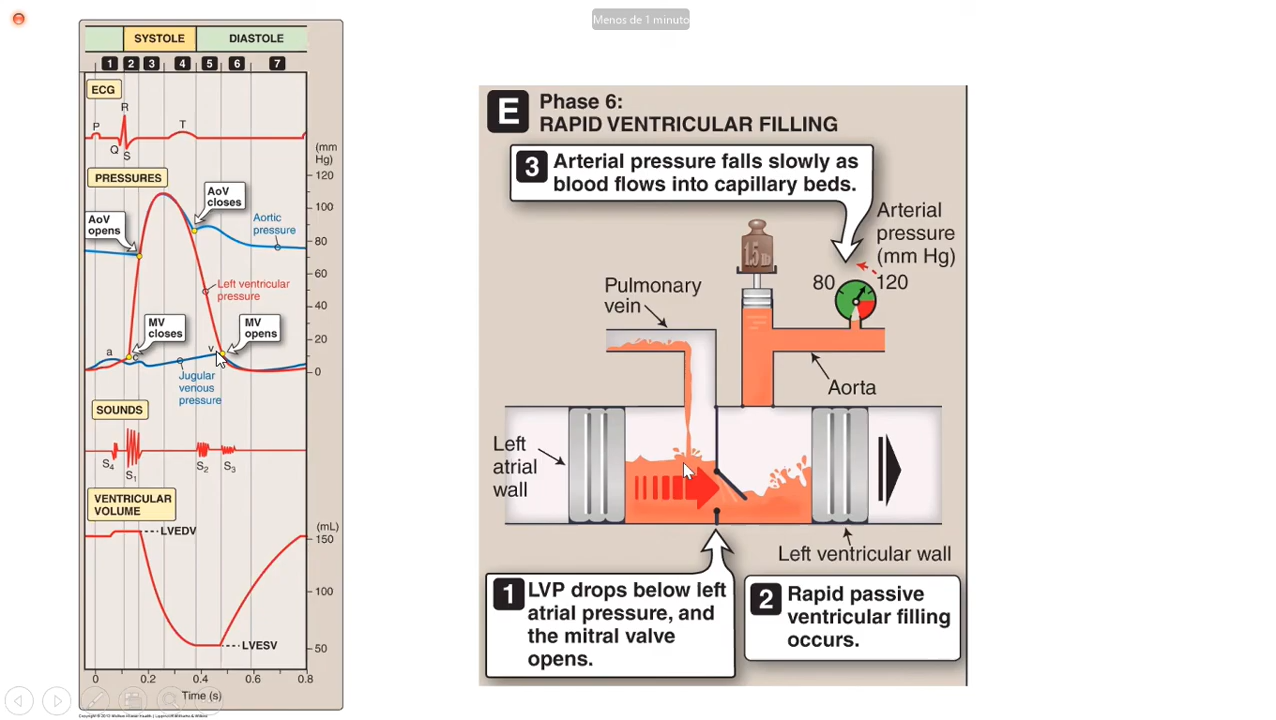 Menos de 1 minuto
SYSTOLE
DIASTOLE
1 2 3 4 5 6 7
ECG
P
Q
R
S
T
(mm
Hg)
PRESSURES
120
100
80
60
40
20
0
AoV
closes
AoV
opens
Aortic
pressure
Left ventricular
pressure
MV
closes
MV
opens
a
c
v
Jugular
venous
pressure
SOUNDS
S4
S1
S2
S3
VENTRICULAR
VOLUME
(mL)
LVEDV
150
100
LVESV
50
0 0.2 0.4 0.6 0.8
Time (s)
E
Phase 6:
RAPID VENTRICULAR FILLING
3
Arterial pressure falls slowly as
blood flows into capillary beds.
Arterial
pressure
(mm Hg)
80
120
1.5
Pulmonary
vein
Aorta
Left
atrial
wall
Left ventricular wall
1
LVP drops below left
atrial pressure, and
the mitral valve
opens.
2
Rapid passive
ventricular filling
occurs.